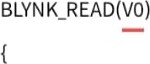 BLYNK_READ(V0)
{